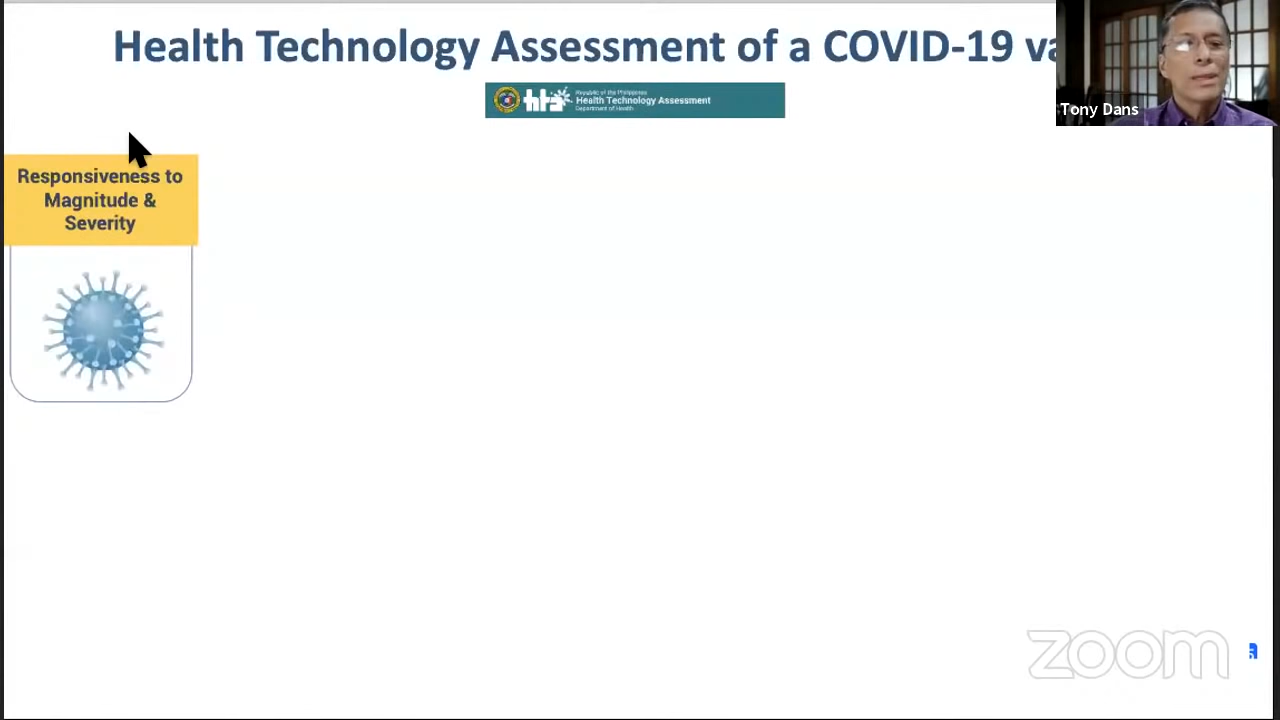 Health Technology Assessment of a COVID-19 va
Republic of the Philippines
Health Technology Assessment
Department of Health
hta
Tony Dans
Responsiveness to
Magnitude &
Severity
zoom